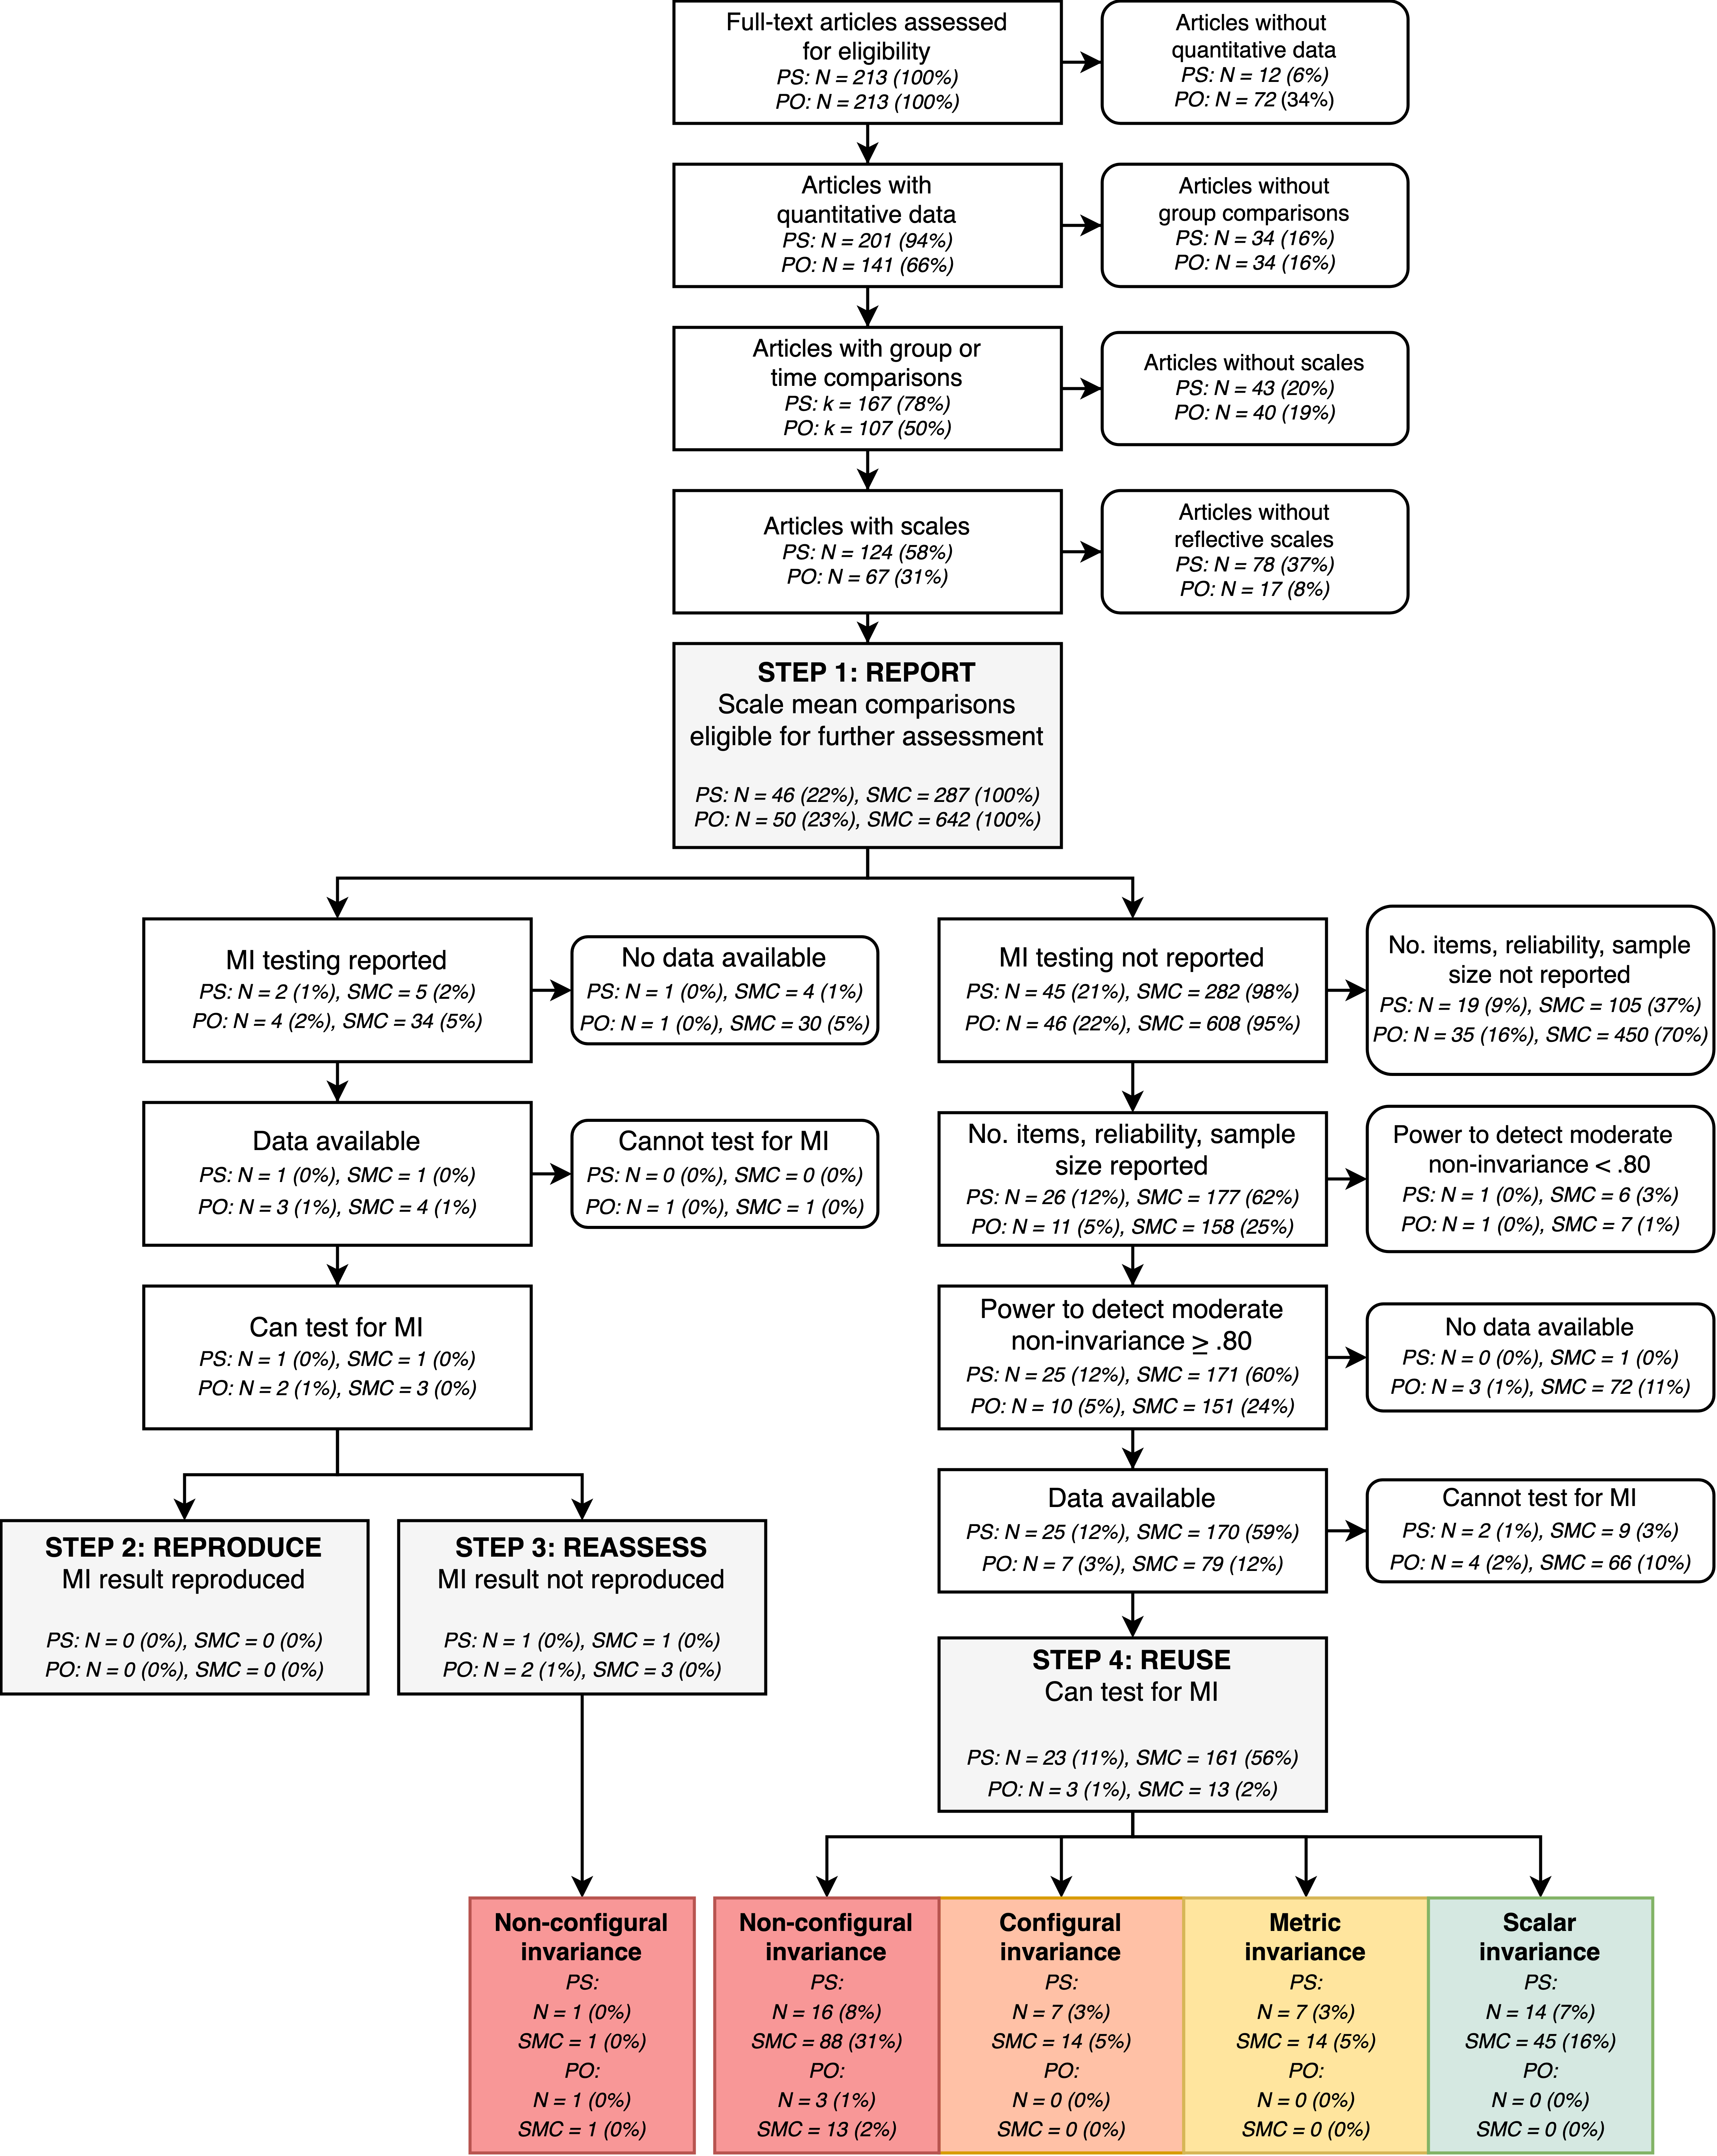 Full-text articles assessed
for eligibility
PS: N = 213 (100%)
PO: N = 213 (100%)
Articles without
quantitative data
PS: N = 12 (6%)
PO: N = 72 (34%)
Articles with
quantitative data
PS: N = 201 (94%)
PO: N = 141 (66%)
Articles without
group comparisons
PS: N = 34 (16%)
PO: N = 34 (16%)
Articles with group or
time comparisons
PS: k = 167 (78%)
PO: k = 107 (50%)
Articles without scales
PS: N = 43 (20%)
PO: N = 40 (19%)
Articles with scales
PS: N = 124 (58%)
PO: N = 67 (31%)
Articles without
reflective scales
PS: N = 78 (37%)
PO: N = 17 (8%)
STEP 1: REPORT
Scale mean comparisons
eligible for further assessment
PS: N = 46 (22%), SMC = 287 (100%)
PO: N = 50 (23%), SMC = 642 (100%)
MI testing reported
PS: N = 2 (1%), SMC = 5 (2%)
PO: N = 4 (2%), SMC = 34 (5%)
No data available
PS: N = 1 (0%), SMC = 4 (1%)
PO: N = 1 (0%), SMC = 30 (5%)
MI testing not reported
PS: N = 45 (21%), SMC = 282 (98%)
PO: N = 46 (22%), SMC = 608 (95%)
No. items, reliability, sample
size not reported
PS: N = 19 (9%), SMC = 105 (37%)
PO: N = 35 (16%), SMC = 450 (70%)
Data available
PS: N = 1 (0%), SMC = 1 (0%)
PO: N = 3 (1%), SMC = 4 (1%)
Cannot test for MI
PS: N = 0 (0%), SMC = 0 (0%)
PO: N = 1 (0%), SMC = 1 (0%)
No. items, reliability, sample
size reported
PS: N = 26 (12%), SMC = 177 (62%)
PO: N = 11 (5%), SMC = 158 (25%)
Power to detect moderate
non-invariance < .80
PS: N = 1 (0%), SMC = 6 (3%)
PO: N = 1 (0%), SMC = 7 (1%)
Can test for MI
PS: N = 1 (0%), SMC = 1 (0%)
PO: N = 2 (1%), SMC = 3 (0%)
Power to detect moderate
non-invariance ≥ .80
PS: N = 25 (12%), SMC = 171 (60%)
PO: N = 10 (5%), SMC = 151 (24%)
No data available
PS: N = 0 (0%), SMC = 1 (0%)
PO: N = 3 (1%), SMC = 72 (11%)
Data available
PS: N = 25 (12%), SMC = 170 (59%)
PO: N = 7 (3%), SMC = 79 (12%)
Cannot test for MI
PS: N = 2 (1%), SMC = 9 (3%)
PO: N = 4 (2%), SMC = 66 (10%)
STEP 2: REPRODUCE
MI result reproduced
PS: N = 0 (0%), SMC = 0 (0%)
PO: N = 0 (0%), SMC = 0 (0%)
STEP 3: REASSESS
MI result not reproduced
PS: N = 1 (0%), SMC = 1 (0%)
PO: N = 2 (1%), SMC = 3 (0%)
STEP 4: REUSE
Can test for MI
PS: N = 23 (11%), SMC = 161 (56%)
PO: N = 3 (1%), SMC = 13 (2%)
Non-configural
invariance
PS:
N = 1 (0%)
SMC = 1 (0%)
PO:
N = 1 (0%)
SMC = 1 (0%)
Non-configural
invariance
PS:
N = 16 (8%)
SMC = 88 (31%)
PO:
N = 3 (1%)
SMC = 13 (2%)
Configural
invariance
PS:
N = 7 (3%)
SMC = 14 (5%)
PO:
N = 0 (0%)
SMC = 0 (0%)
Metric
invariance
PS:
N = 7 (3%)
SMC = 14 (5%)
PO:
N = 0 (0%)
SMC = 0 (0%)
Scalar
invariance
PS:
N = 14 (7%)
SMC = 45 (16%)
PO:
N = 0 (0%)
SMC = 0 (0%)